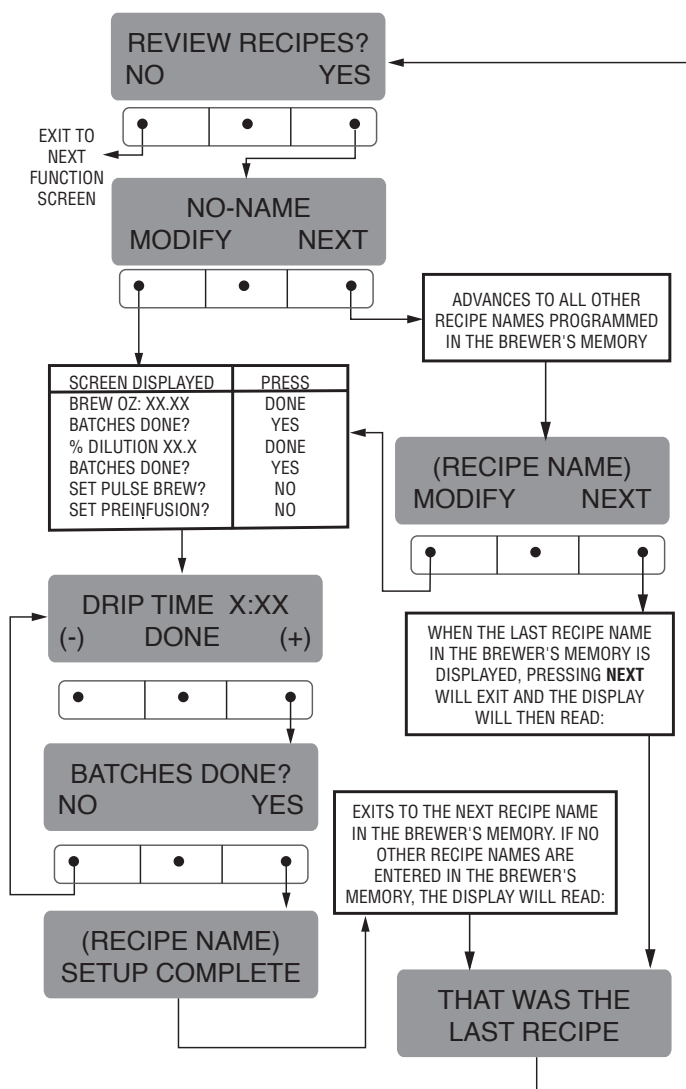 REVIEW RECIPES?
NO YES
EXIT TO
NEXT
FUNCTION
SCREEN
NO-NAME
MODIFY NEXT
ADVANCES TO ALL OTHER
RECIPE NAMES PROGRAMMED
IN THE BREWER'S MEMORY
SCREEN DISPLAYED PRESS
BREW OZ: XX.XX DONE
BATCHES DONE? YES
% DILUTION XX.X DONE
BATCHES DONE? YES
SET PULSE BREW? NO
SET PREINFUSION? NO
(RECIPE NAME)
MODIFY NEXT
DRIP TIME X:XX
(-) DONE (+)
WHEN THE LAST RECIPE NAME
IN THE BREWER'S MEMORY IS
DISPLAYED, PRESSING NEXT
WILL EXIT AND THE DISPLAY
WILL THEN READ:
BATCHES DONE?
NO YES
EXITS TO THE NEXT RECIPE NAME
IN THE BREWER'S MEMORY. IF NO
OTHER RECIPE NAMES ARE
ENTERED IN THE BREWER'S
MEMORY, THE DISPLAY WILL READ:
(RECIPE NAME)
SETUP COMPLETE
THAT WAS THE
LAST RECIPE